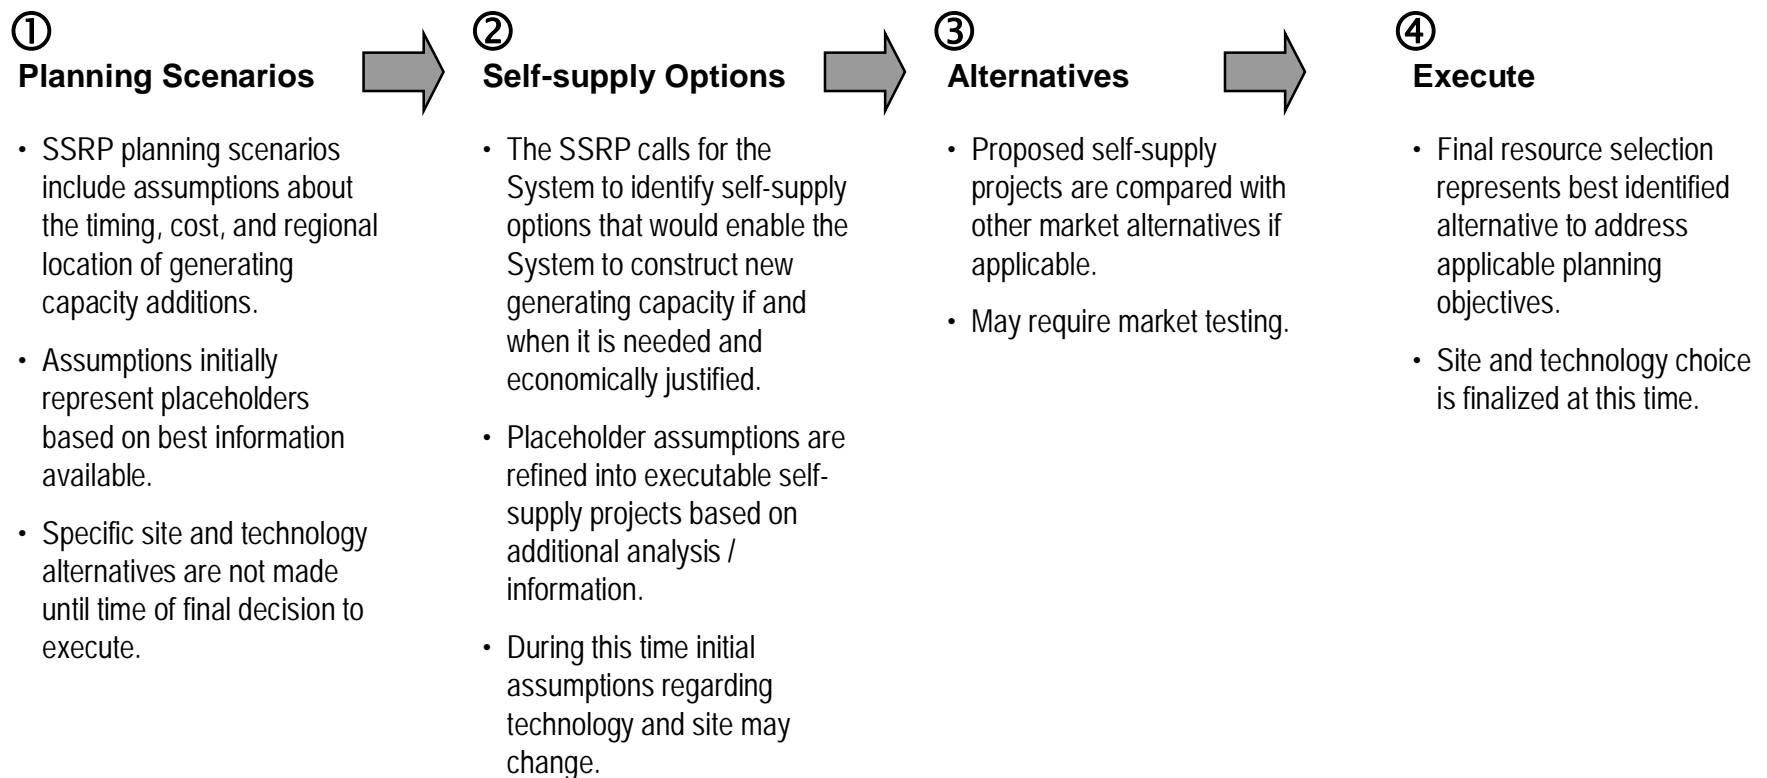 ①
Planning Scenarios
• SSRP planning scenarios
include assumptions about
the timing, cost, and regional
location of generating
capacity additions.
• Assumptions initially
represent placeholders
based on best information
available.
• Specific site and technology
alternatives are not made
until time of final decision to
execute.
②
Self-supply Options
• The SSRP calls for the
System to identify self-supply
options that would enable the
System to construct new
generating capacity if and
when it is needed and
economically justified.
• Placeholder assumptions are
refined into executable self-
supply projects based on
additional analysis /
information.
• During this time initial
assumptions regarding
technology and site may
change.
③
Alternatives
• Proposed self-supply
projects are compared with
other market alternatives if
applicable.
• May require market testing.
④
Execute
• Final resource selection
represents best identified
alternative to address
applicable planning
objectives.
• Site and technology choice
is finalized at this time.